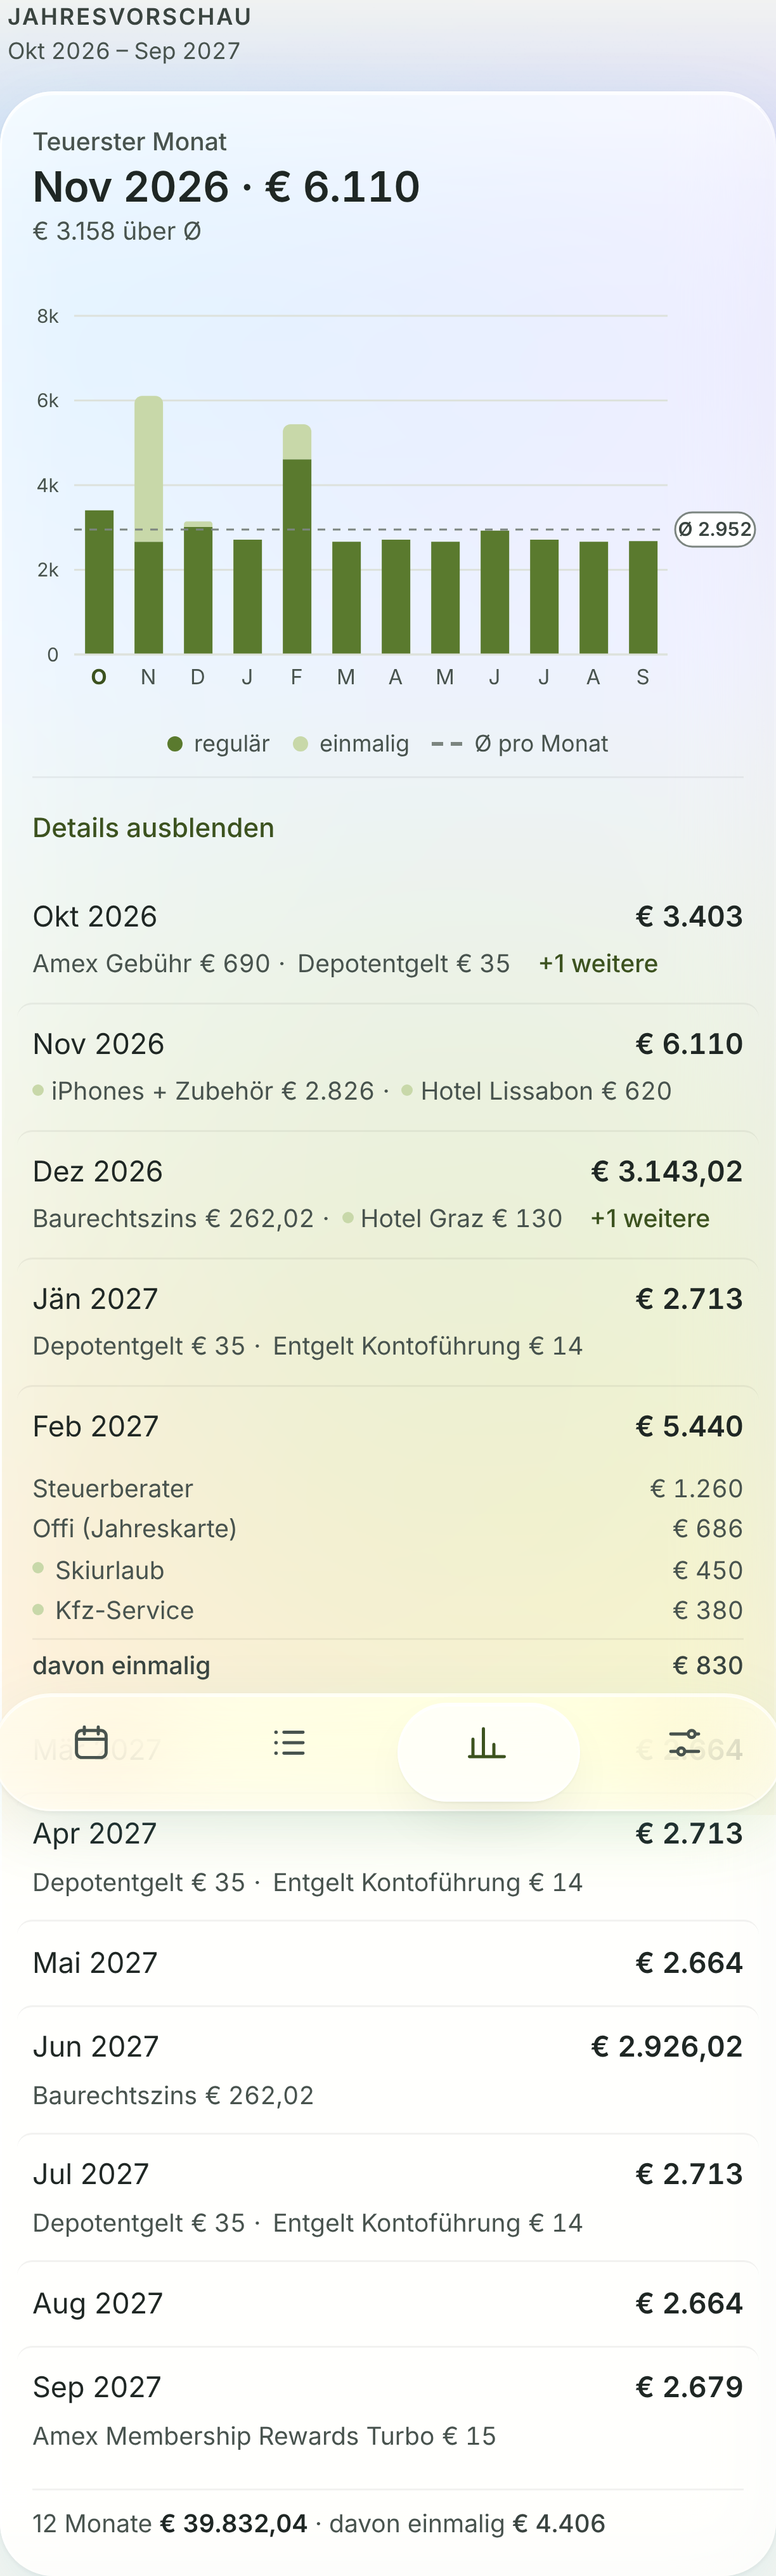 JAHRESVORSCHAU
Okt 2026 – Sep 2027
Teuerster Monat
Nov 2026 · € 6.110
€ 3.158 über Ø
8k
6k
4k
2k
0
Ø 2.952
O N D J F M A M J J A S
regulär einmalig Ø pro Monat
Details ausblenden
Okt 2026 € 3.403
Amex Gebühr € 690 · Depotentgelt € 35 +1 weitere
Nov 2026 € 6.110
iPhones + Zubehör € 2.826 · Hotel Lissabon € 620
Dez 2026 € 3.143,02
Baurechtszins € 262,02 · Hotel Graz € 130 +1 weitere
Jän 2027 € 2.713
Depotentgelt € 35 · Entgelt Kontoführung € 14
Feb 2027 € 5.440
Steuerberater € 1.260
Offi (Jahreskarte) € 686
Skiurlaub € 450
Kfz-Service € 380
davon einmalig € 830
Mär 2027 € 2.664
Apr 2027 € 2.713
Depotentgelt € 35 · Entgelt Kontoführung € 14
Mai 2027 € 2.664
Jun 2027 € 2.926,02
Baurechtszins € 262,02
Jul 2027 € 2.713
Depotentgelt € 35 · Entgelt Kontoführung € 14
Aug 2027 € 2.664
Sep 2027 € 2.679
Amex Membership Rewards Turbo € 15
12 Monate € 39.832,04 · davon einmalig € 4.406